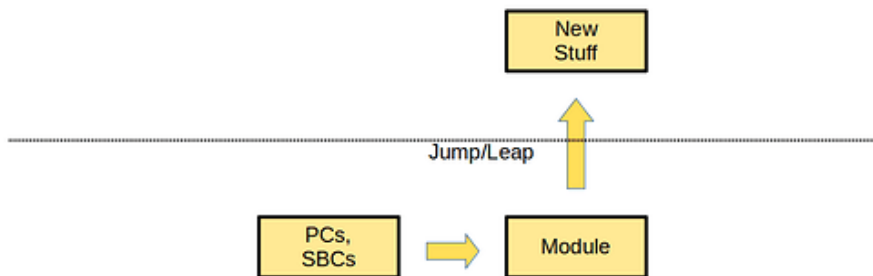 New
Stuff
Jump/Leap
PCs,
SBCs
Module